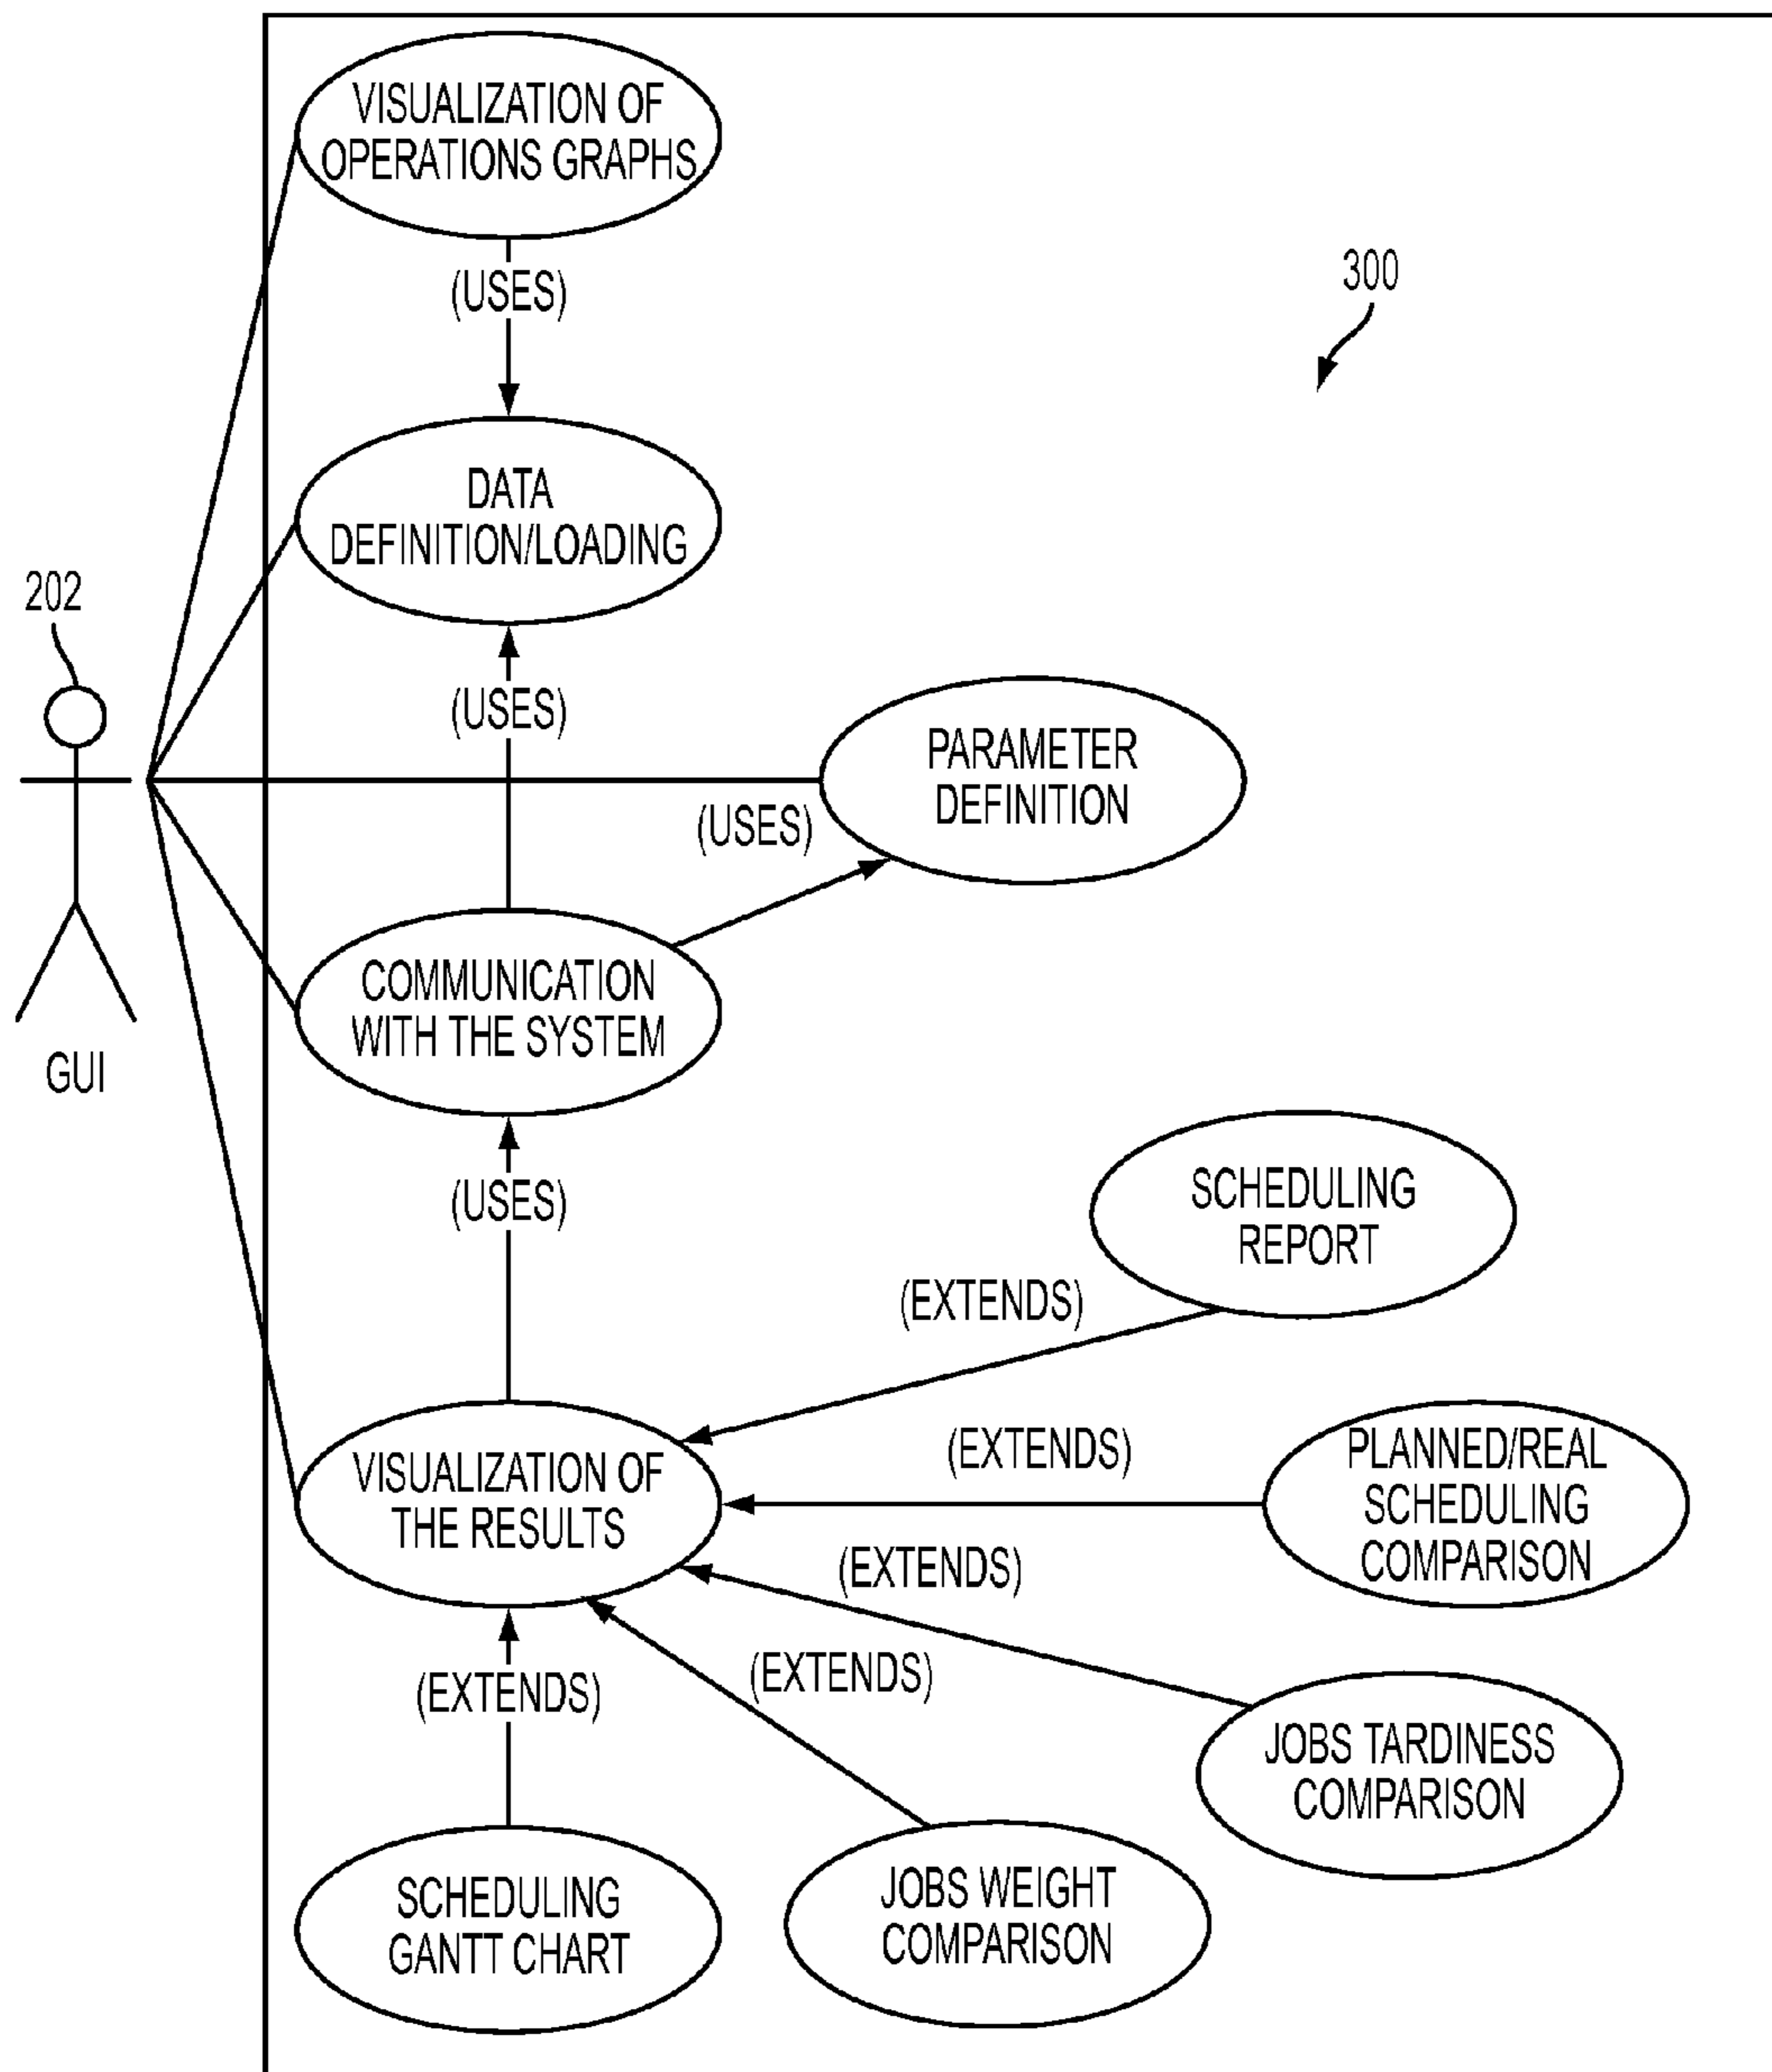 VISUALIZATION OF
OPERATIONS GRAPHS
(USES)
300
DATA
DEFINITION/LOADING
202
(USES)
PARAMETER
DEFINITION
(USES)
COMMUNICATION
WITH THE SYSTEM
GUI
(USES)
SCHEDULING
REPORT
(EXTENDS)
VISUALIZATION OF
THE RESULTS
(EXTENDS)
PLANNED/REAL
SCHEDULING
COMPARISON
(EXTENDS)
(EXTENDS)
(EXTENDS)
JOBS TARDINESS
COMPARISON
SCHEDULING
GANTT CHART
JOBS WEIGHT
COMPARISON